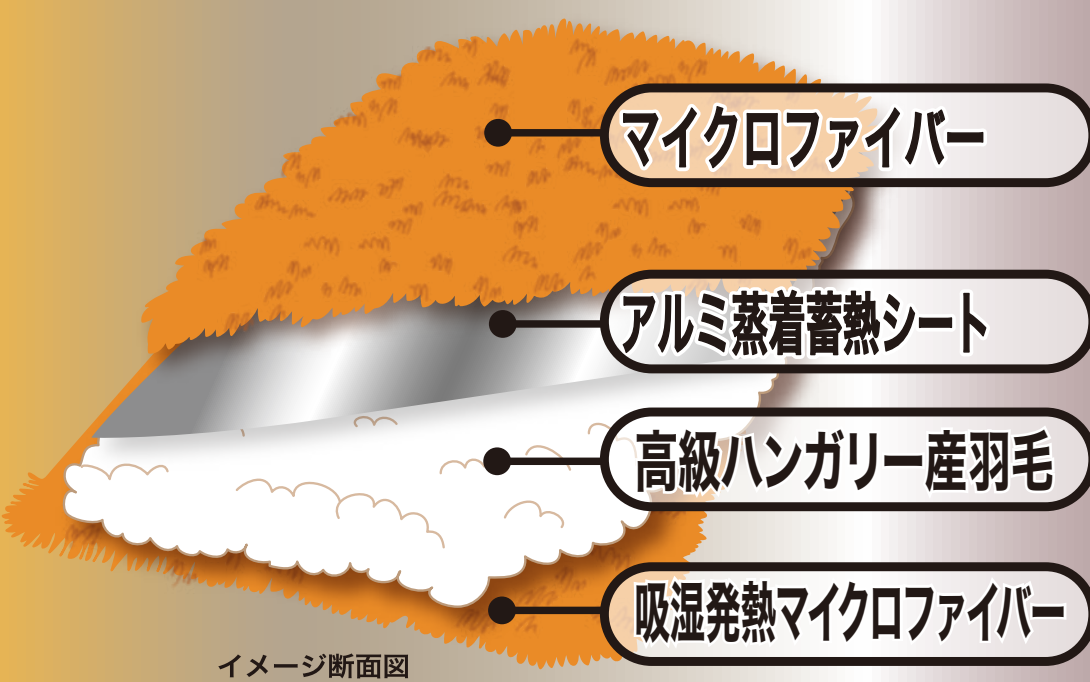 マイクロファイバー
アルミ蒸着蓄熱シート
高級ハンガリー産羽毛
吸湿発熱マイクロファイバー
イメージ断面図